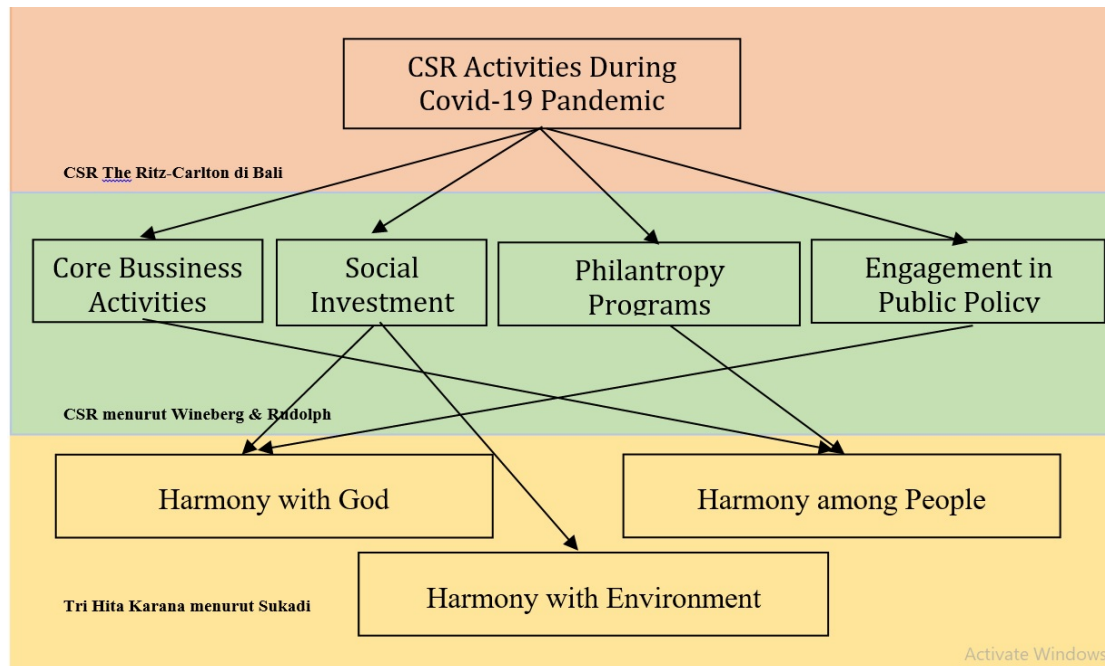 CSR Activities During
Covid-19 Pandemic
CSR The Ritz-Carlton di Bali
Core Bussiness
Activities
Social
Investment
Philantropy
Programs
Engagement in
Public Policy
CSR menurut Wineberg & Rudolph
Harmony with God
Harmony among People
Harmony with Environment
Tri Hita Karana menurut Sukadi
Activate Windows